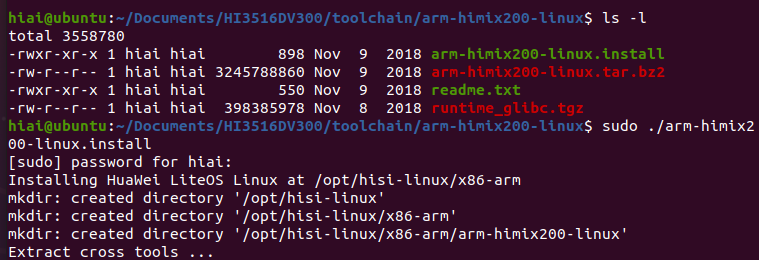 hiai@ubuntu:~/Documents/HI3516DV300/toolchain/arm-himix200-linux$ ls -l
total 3558780
-rwxr-xr-x 1 hiai hiai        898 Nov  9  2018 arm-himix200-linux.install
-rw-r--r-- 1 hiai hiai 3245788860 Nov  9  2018 arm-himix200-linux.tar.bz2
-rwxr-xr-x 1 hiai hiai        550 Nov  9  2018 readme.txt
-rw-r--r-- 1 hiai hiai  398385978 Nov  8  2018 runtime_glibc.tgz
hiai@ubuntu:~/Documents/HI3516DV300/toolchain/arm-himix200-linux$ sudo ./arm-himix2
00-linux.install
[sudo] password for hiai:
Installing HuaWei LiteOS Linux at /opt/hisi-linux/x86-arm
mkdir: created directory '/opt/hisi-linux'
mkdir: created directory '/opt/hisi-linux/x86-arm'
mkdir: created directory '/opt/hisi-linux/x86-arm/arm-himix200-linux'
Extract cross tools ...